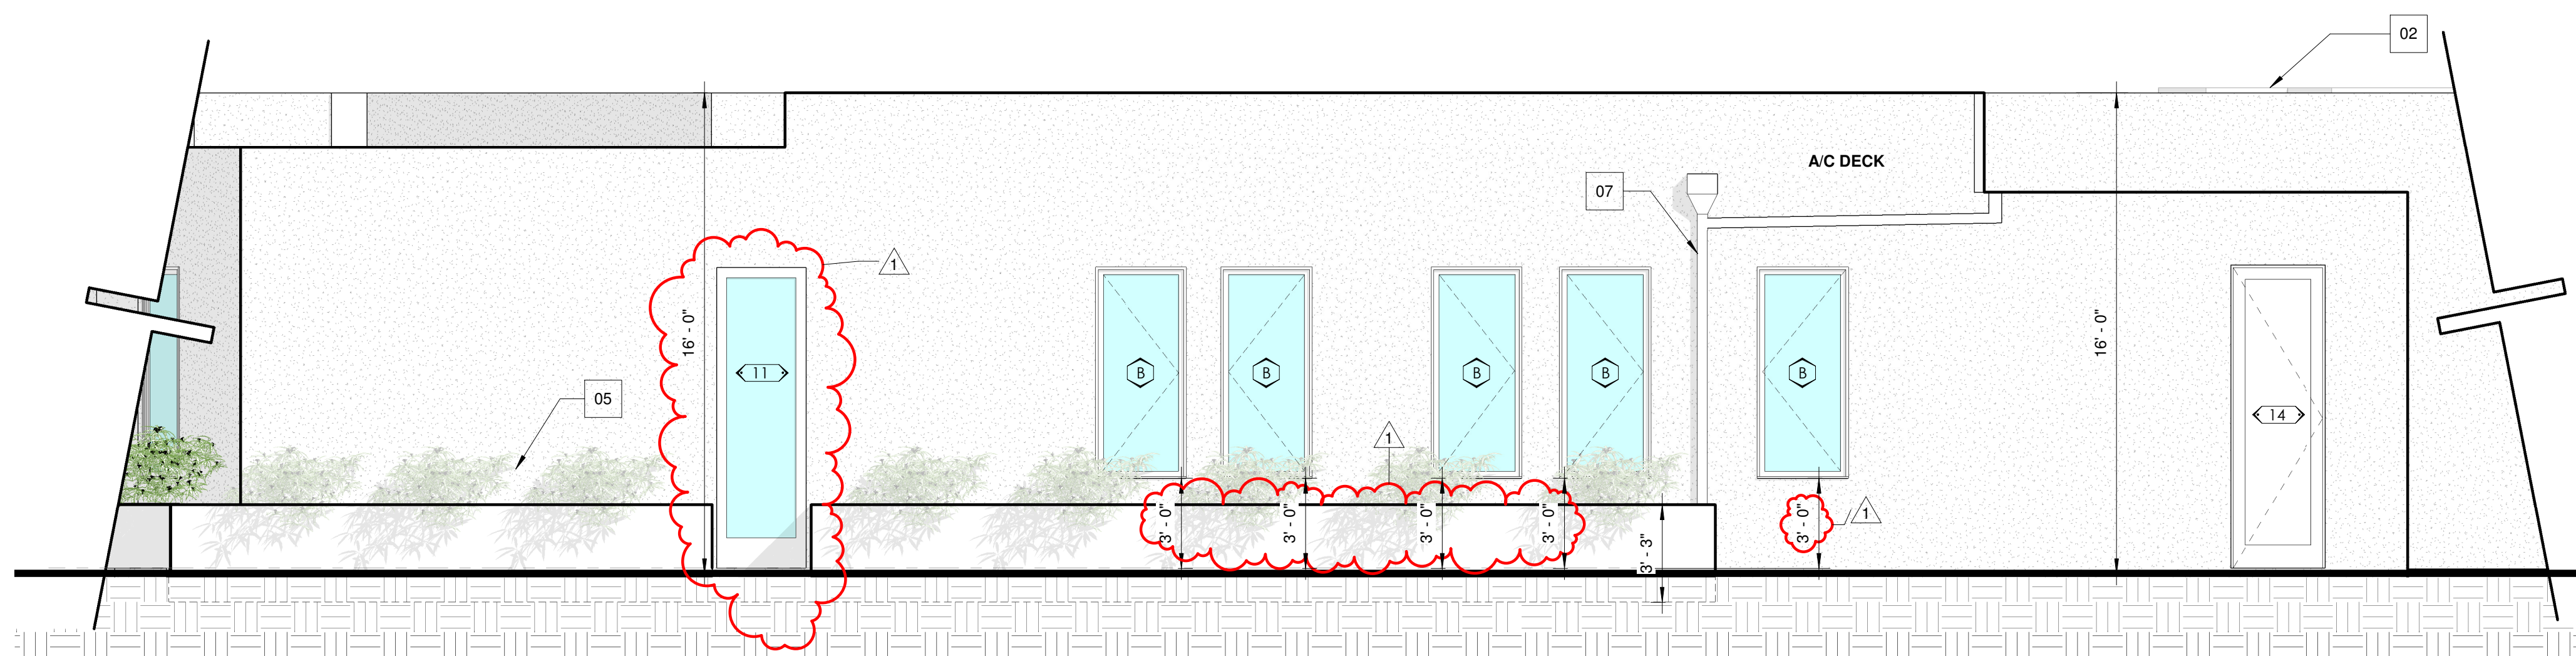 02
A/C DECK
07
1
16' - 0"
16' - 0"
11
B
B
B
B
B
05
14
1
3' - 0"
3' - 0"
3' - 0"
3' - 0"
3' - 0"
1
3' - 3"